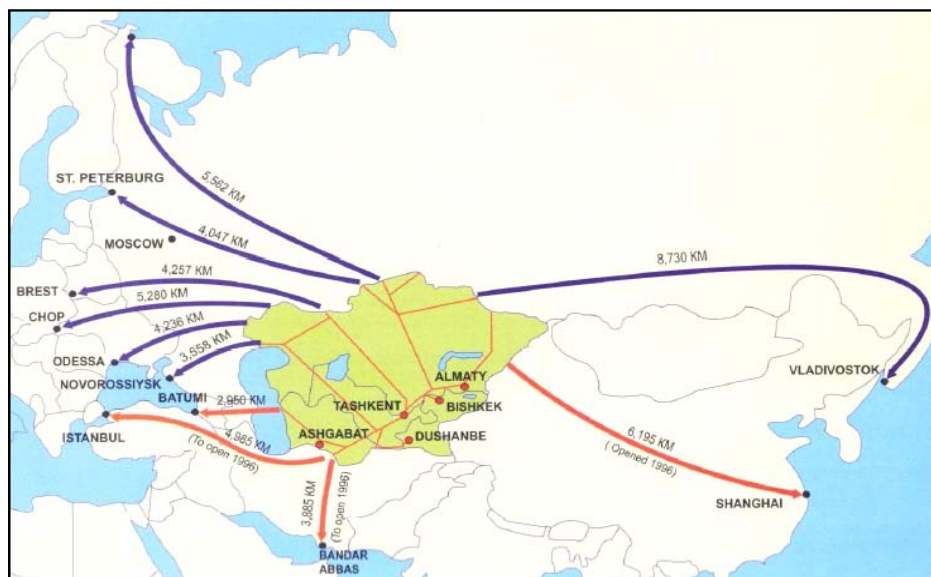 5,562 KM
ST. PETERBURG
4,047 KM
MOSCOW
8,730 KM
4,257 KM
BREST
5,280 KM
CHOP
4,236 KM
ODESSA
3,558 KM
NOVOROSSIYSK
VLADIVOSTOK
ALMATY
BATUMI
2,950 KM
TASHKENT
BISHKEK
ISTANBUL
4,985 KM
(To open 1996)
ASHGABAT
DUSHANBE
6,195 KM
( Opened 1996)
3,885 KM
(To open 1996)
SHANGHAI
BANDAR
ABBAS